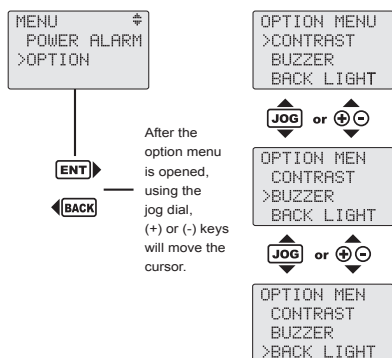 MENU
POWER ALARM
>OPTION
ENT
BACK
After the
option menu
is opened,
using the
jog dial,
(+) or (-) keys
will move the
cursor.
OPTION MENU
>CONTRAST
BUZZER
BACK LIGHT
JOG or + -
OPTION MEN
CONTRAST
>BUZZER
BACK LIGHT
JOG or + -
OPTION MEN
CONTRAST
BUZZER
>BACK LIGHT